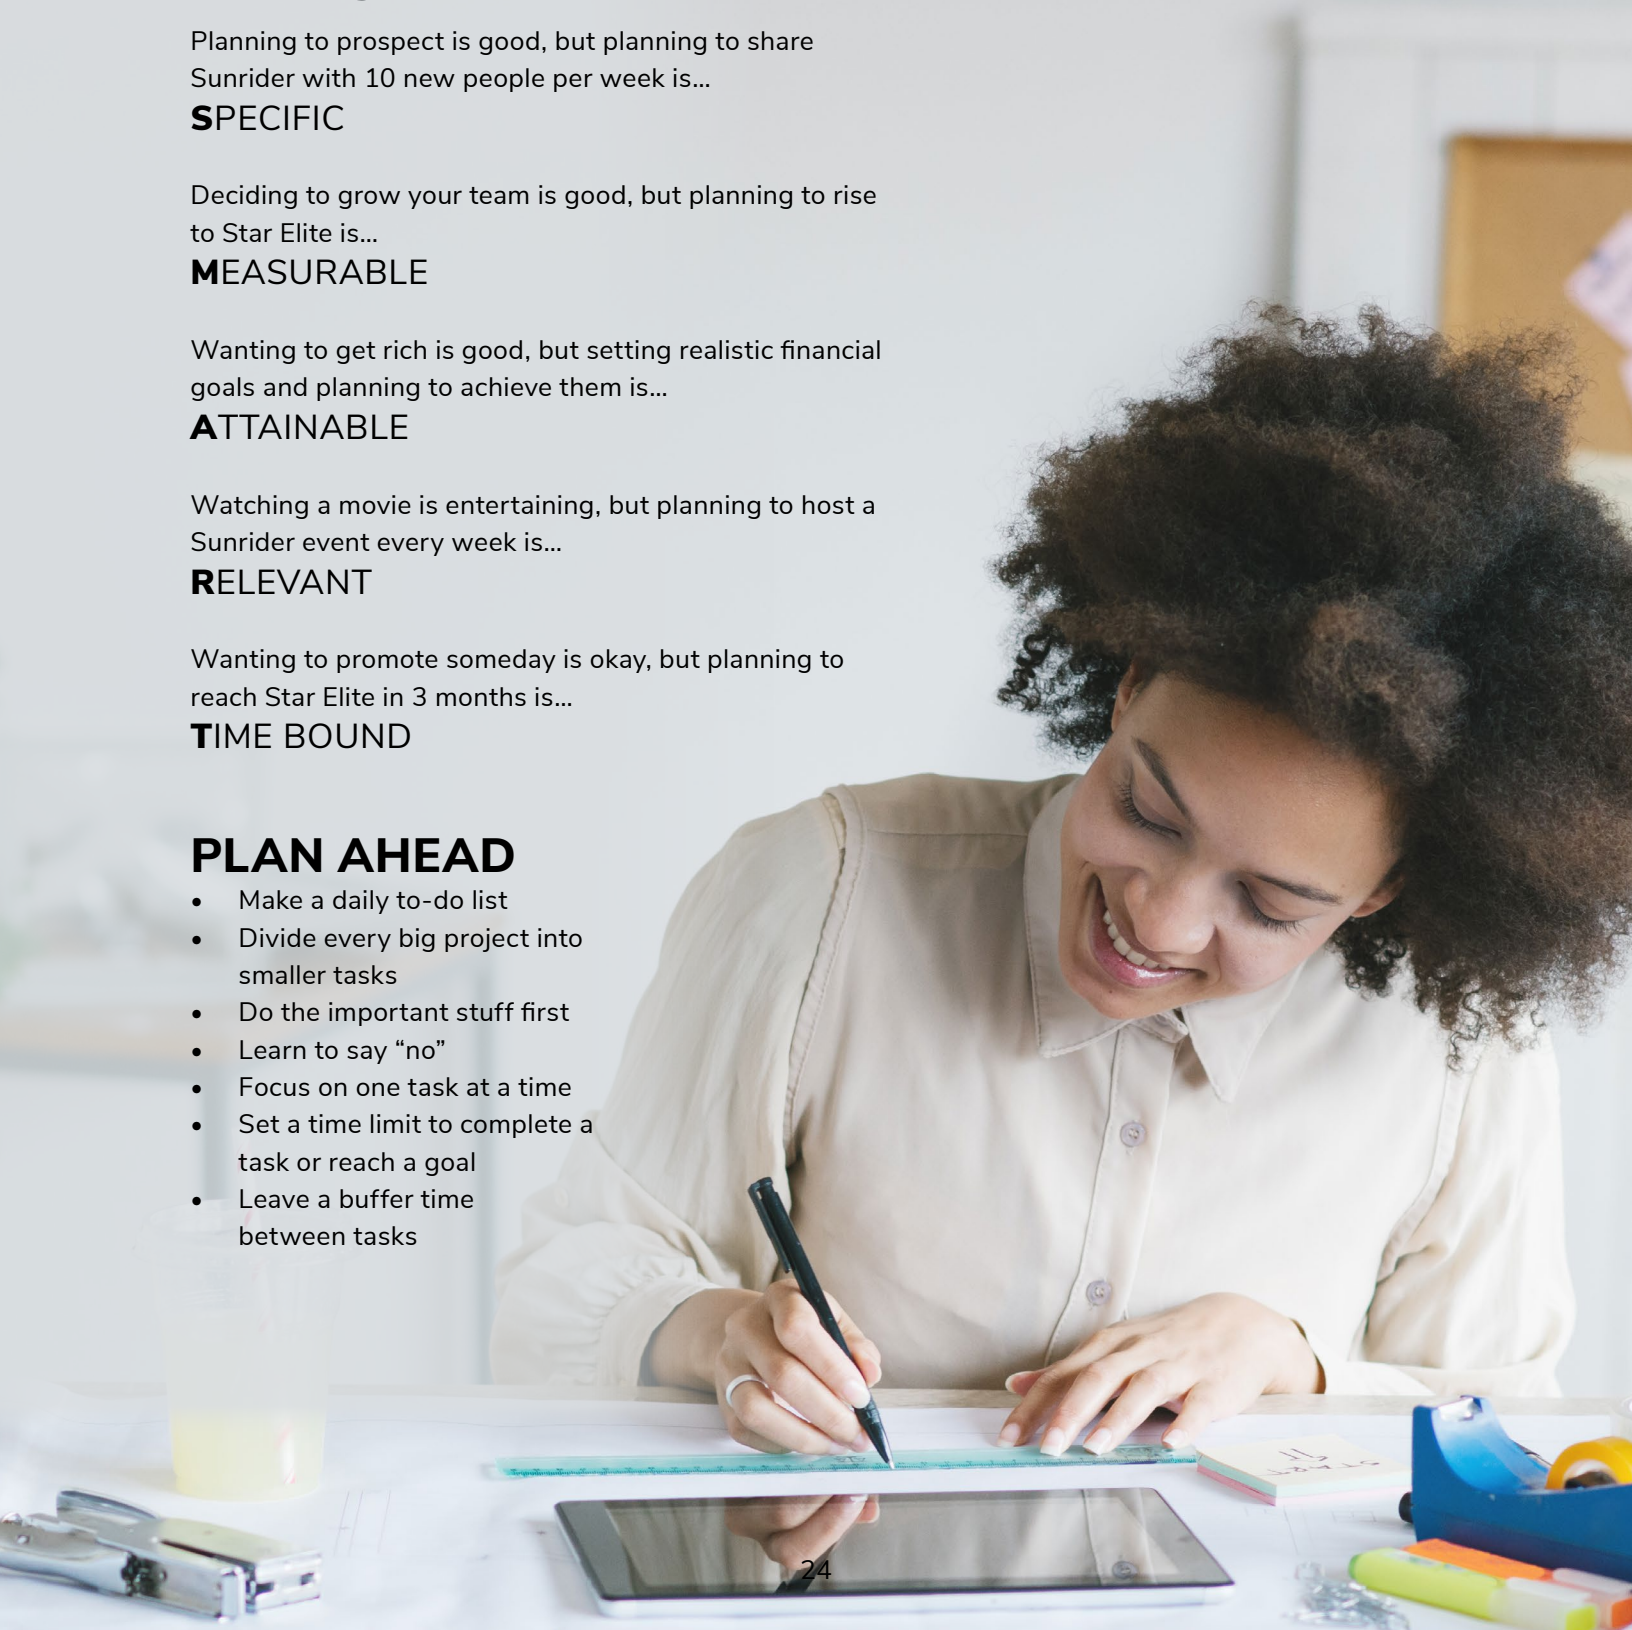 Planning to prospect is good, but planning to share
Sunrider with 10 new people per week is...
SPECIFIC
Deciding to grow your team is good, but planning to rise
to Star Elite is...
MEASURABLE
Wanting to get rich is good, but setting realistic financial
goals and planning to achieve them is...
ATTAINABLE
Watching a movie is entertaining, but planning to host a
Sunrider event every week is...
RELEVANT
Wanting to promote someday is okay, but planning to
reach Star Elite in 3 months is...
TIME BOUND
PLAN AHEAD
• Make a daily to-do list
• Divide every big project into
smaller tasks
• Do the important stuff first
• Learn to say “no”
• Focus on one task at a time
• Set a time limit to complete a
task or reach a goal
• Leave a buffer time
between tasks
START
24